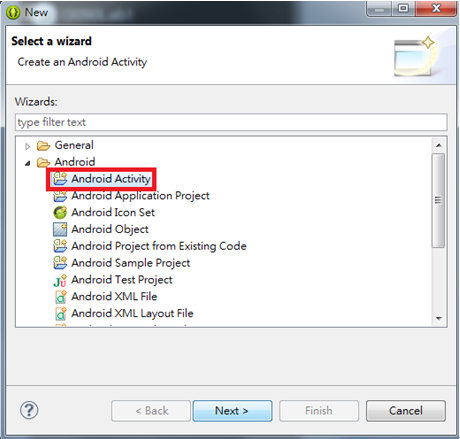 New
Select a wizard
Create an Android Activity
Wizards:
type filter text
General
Android
Android Activity
Android Application Project
Android Icon Set
Android Object
Android Project from Existing Code
Android Sample Project
Android Test Project
Android XML File
Android XML Layout File
< Back Next > Finish Cancel